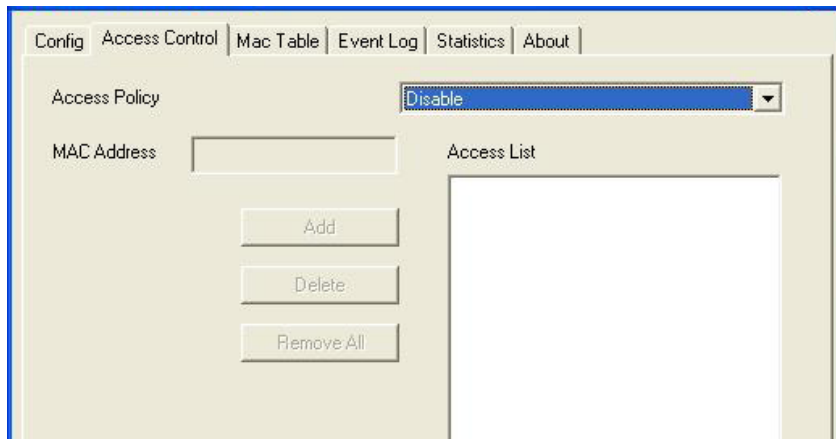 Config Access Control Mac Table Event Log Statistics About
Access Policy Disable
MAC Address Access List
Add
Delete
Remove All